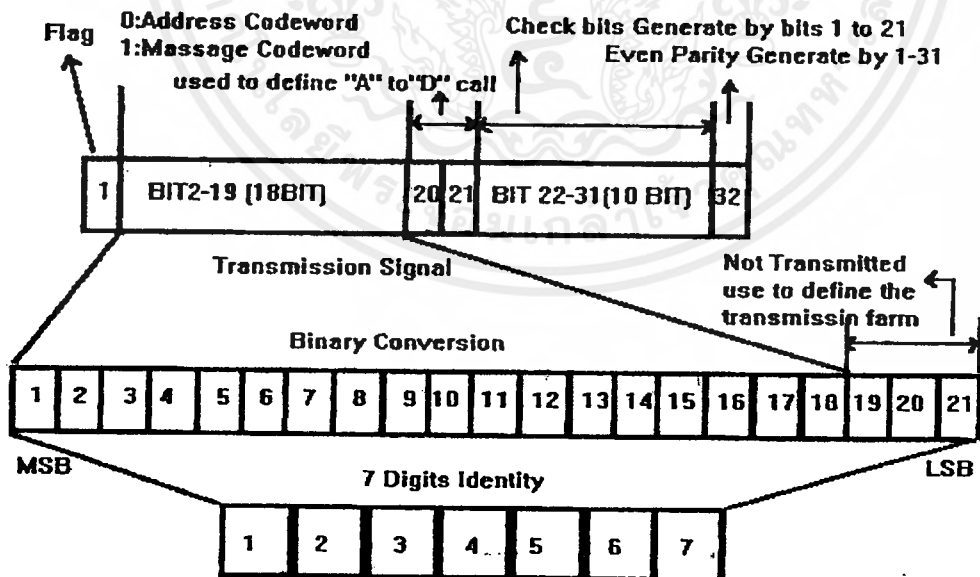 Flag
0:Address Codeword
1:Massage Codeword
used to define "A" to"D" call
Check bits Generate by bits 1 to 21
Even Parity Generate by 1-31
1 BIT2-19 (18BIT) 20 21 BIT 22-31(10 BIT) 32
Transmission Signal
Not Transmitted
use to define the
transmissin farm
Binary Conversion
1 2 3 4 5 6 7 8 9 10 11 12 13 14 15 16 17 18 19 20 21
MSB
LSB
7 Digits Identity
1 2 3 4 5 6 7